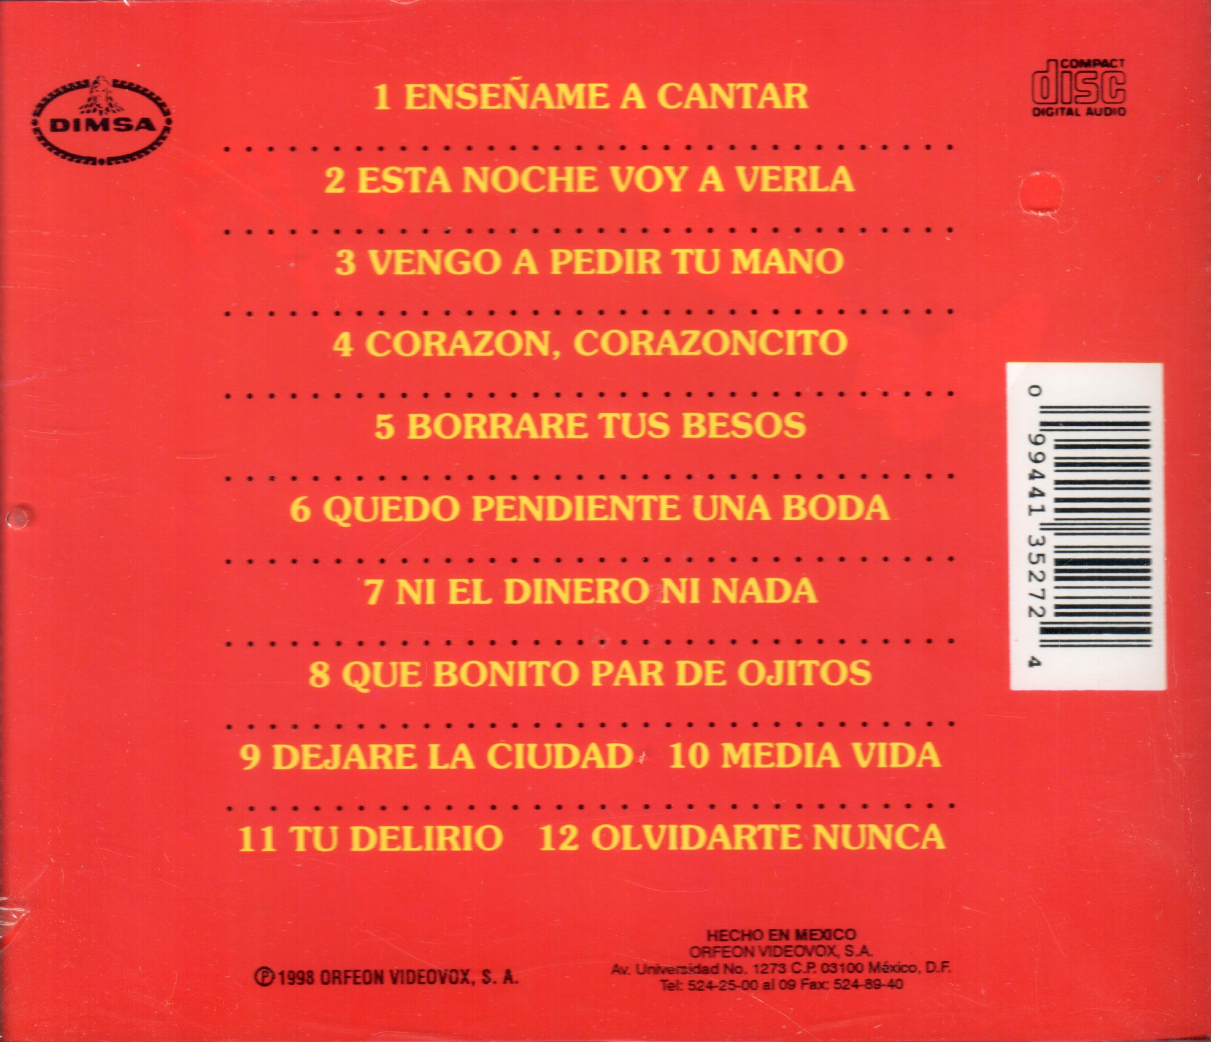 DIMSA
COMPACT
disc
DIGITAL AUDIO
1 ENSEÑAME A CANTAR
2 ESTA NOCHE VOY A VERLA
3 VENGO A PEDIR TU MANO
4 CORAZON, CORAZONCITO
5 BORRARE TUS BESOS
6 QUEDO PENDIENTE UNA BODA
7 NI EL DINERO NI NADA
8 QUE BONITO PAR DE OJITOS
9 DEJARE LA CIUDAD 10 MEDIA VIDA
11 TU DELIRIO 12 OLVIDARTE NUNCA
0 99441 35272 4
℗ 1998 ORFEON VIDEOVOX, S. A.
HECHO EN MEXICO
ORFEON VIDEOVOX, S.A.
Av. Universidad No. 1273 C.P. 03100 México, D.F.
Tel: 524-25-00 al 09 Fax: 524-89-40